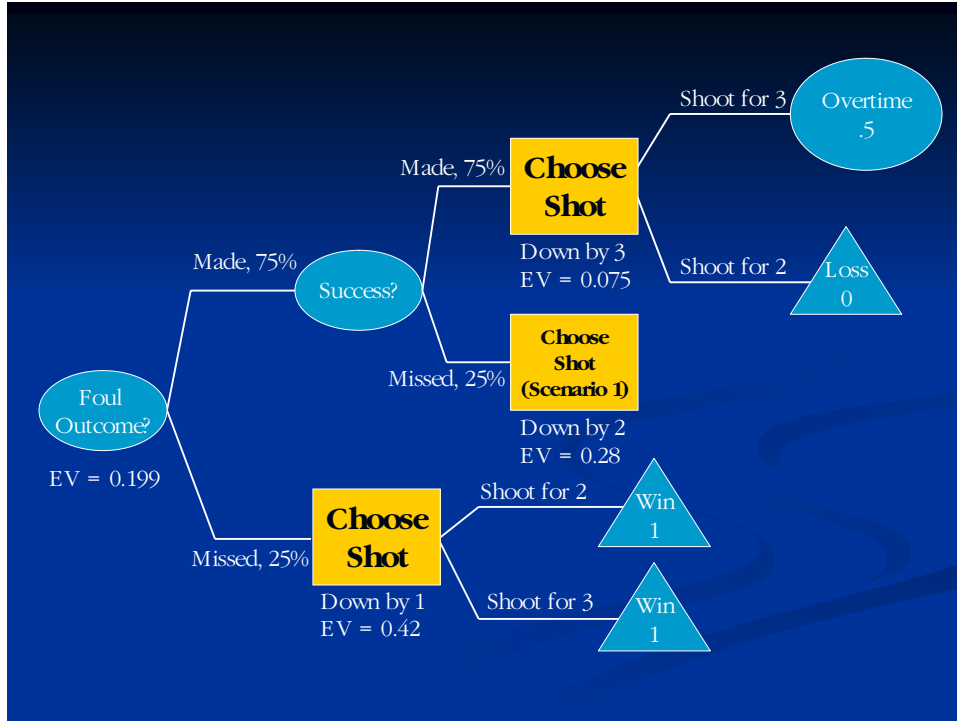 Shoot for 3
Overtime
.5
Made, 75%
Choose
Shot
Down by 3
EV = 0.075
Shoot for 2
Loss
0
Made, 75%
Success?
Missed, 25%
Choose
Shot
(Scenario 1)
Down by 2
EV = 0.28
Foul
Outcome?
EV = 0.199
Missed, 25%
Choose
Shot
Down by 1
EV = 0.42
Shoot for 2
Win
1
Shoot for 3
Win
1